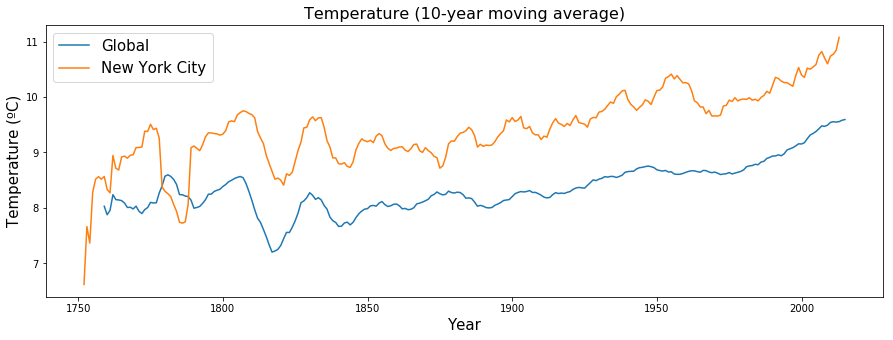 Temperature (10-year moving average)
Global
New York City
Temperature (ºC)
11
10
9
8
7
1750
1800
1850
1900
1950
2000
Year